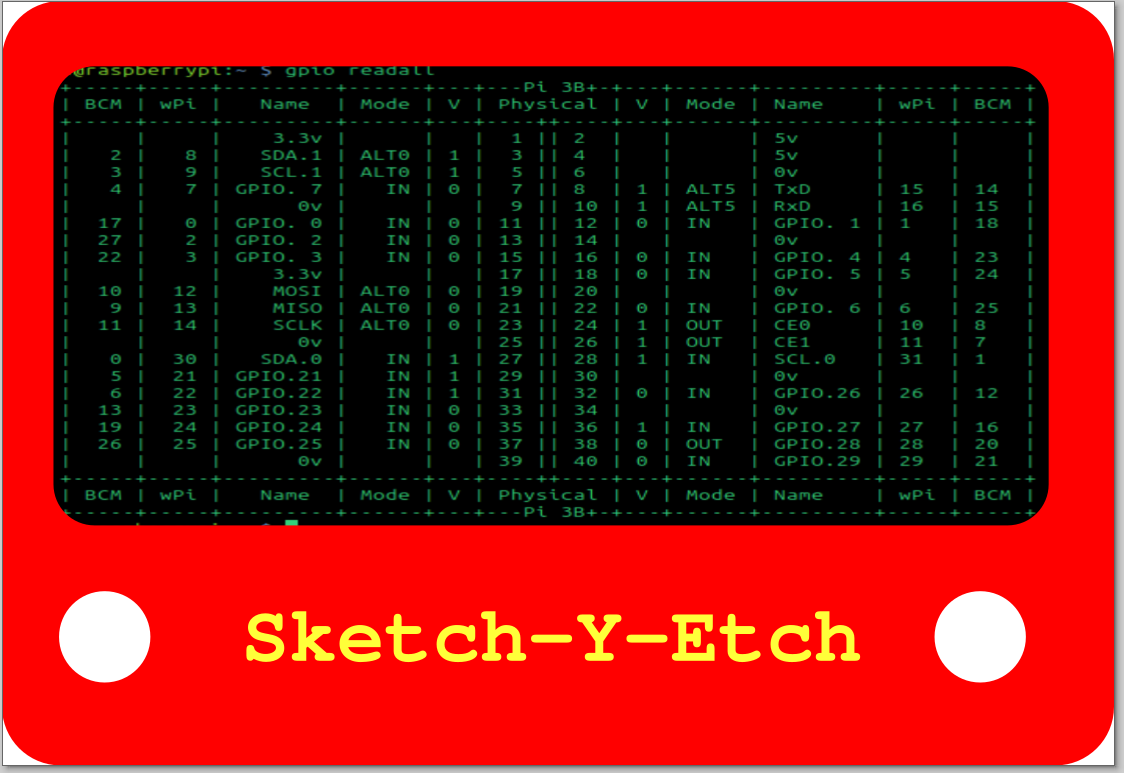 @raspberrypi:~ $ gpio readall
+-----+-----+---------+------+---+---Pi 3B+-+---+------+---------+-----+-----+
| BCM | wPi |   Name  | Mode | V | Physical | V | Mode | Name    | wPi | BCM |
+-----+-----+---------+------+---+----++----+---+------+---------+-----+-----+
|     |     |    3.3v |      |   |  1 || 2  |   |      | 5v      |     |     |
|   2 |   8 |   SDA.1 | ALT0 | 1 |  3 || 4  |   |      | 5v      |     |     |
|   3 |   9 |   SCL.1 | ALT0 | 1 |  5 || 6  |   |      | 0v      |     |     |
|   4 |   7 | GPIO. 7 |   IN | 0 |  7 || 8  | 1 | ALT5 | TxD     | 15  | 14  |
|     |     |      0v |      |   |  9 || 10 | 1 | ALT5 | RxD     | 16  | 15  |
|  17 |   0 | GPIO. 0 |   IN | 0 | 11 || 12 | 0 | IN   | GPIO. 1 | 1   | 18  |
|  27 |   2 | GPIO. 2 |   IN | 0 | 13 || 14 |   |      | 0v      |     |     |
|  22 |   3 | GPIO. 3 |   IN | 0 | 15 || 16 | 0 | IN   | GPIO. 4 | 4   | 23  |
|     |     |    3.3v |      |   | 17 || 18 | 0 | IN   | GPIO. 5 | 5   | 24  |
|  10 |  12 |    MOSI | ALT0 | 0 | 19 || 20 |   |      | 0v      |     |     |
|   9 |  13 |    MISO | ALT0 | 0 | 21 || 22 | 0 | IN   | GPIO. 6 | 6   | 25  |
|  11 |  14 |    SCLK | ALT0 | 0 | 23 || 24 | 1 | OUT  | CE0     | 10  | 8   |
|     |     |      0v |      |   | 25 || 26 | 1 | OUT  | CE1     | 11  | 7   |
|   0 |  30 |   SDA.0 |   IN | 1 | 27 || 28 | 1 | IN   | SCL.0   | 31  | 1   |
|   5 |  21 | GPIO.21 |   IN | 1 | 29 || 30 |   |      | 0v      |     |     |
|   6 |  22 | GPIO.22 |   IN | 1 | 31 || 32 | 0 | IN   | GPIO.26 | 26  | 12  |
|  13 |  23 | GPIO.23 |   IN | 0 | 33 || 34 |   |      | 0v      |     |     |
|  19 |  24 | GPIO.24 |   IN | 0 | 35 || 36 | 1 | IN   | GPIO.27 | 27  | 16  |
|  26 |  25 | GPIO.25 |   IN | 0 | 37 || 38 | 0 | OUT  | GPIO.28 | 28  | 20  |
|     |     |      0v |      |   | 39 || 40 | 0 | IN   | GPIO.29 | 29  | 21  |
+-----+-----+---------+------+---+----++----+---+------+---------+-----+-----+
| BCM | wPi |   Name  | Mode | V | Physical | V | Mode | Name    | wPi | BCM |
+-----+-----+---------+------+---+---Pi 3B+-+---+------+---------+-----+-----+
Sketch-Y-Etch